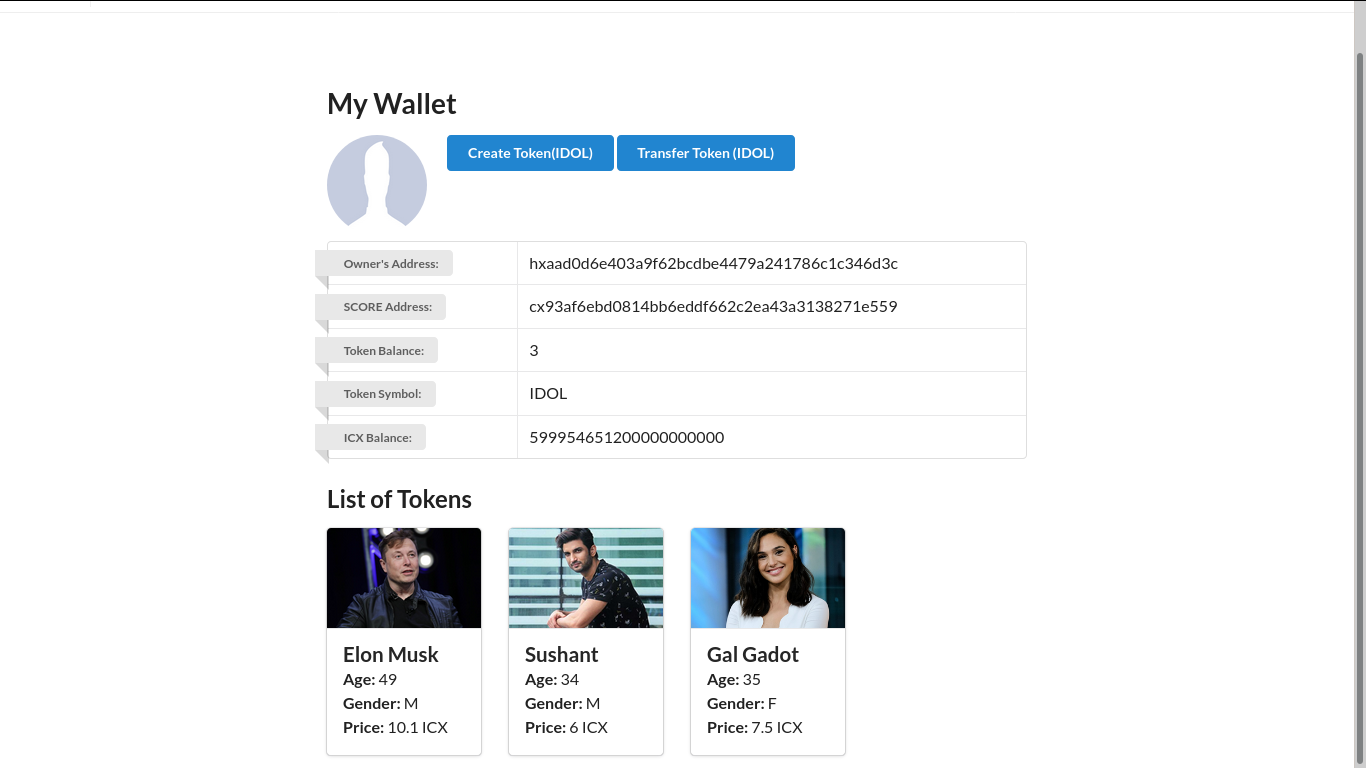 My Wallet
Create Token(IDOL) Transfer Token (IDOL)
Owner's Address: hxaad0d6e403a9f62bcdbe4479a241786c1c346d3c
SCORE Address: cx93af6ebd0814bb6eddf662c2ea43a3138271e559
Token Balance: 3
Token Symbol: IDOL
ICX Balance: 599954651200000000000
List of Tokens
Elon Musk
Age: 49
Gender: M
Price: 10.1 ICX
Sushant
Age: 34
Gender: M
Price: 6 ICX
Gal Gadot
Age: 35
Gender: F
Price: 7.5 ICX